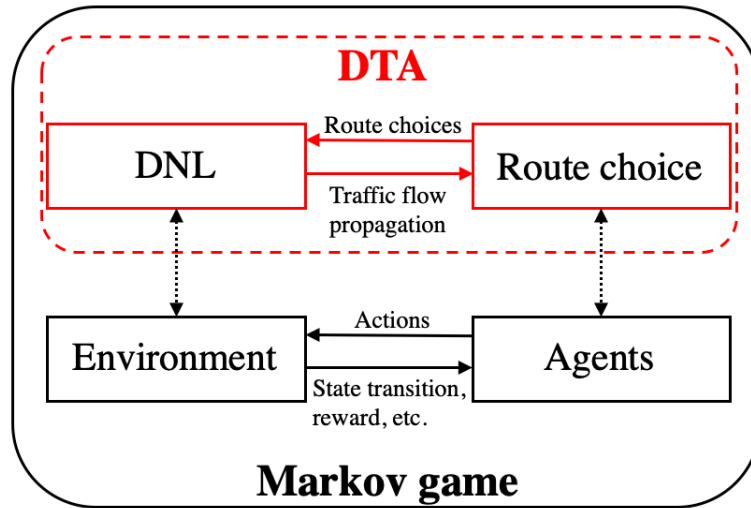 DTA
Route choices
DNL
Route choice
Traffic flow
propagation
Actions
Environment
Agents
State transition,
reward, etc.
Markov game